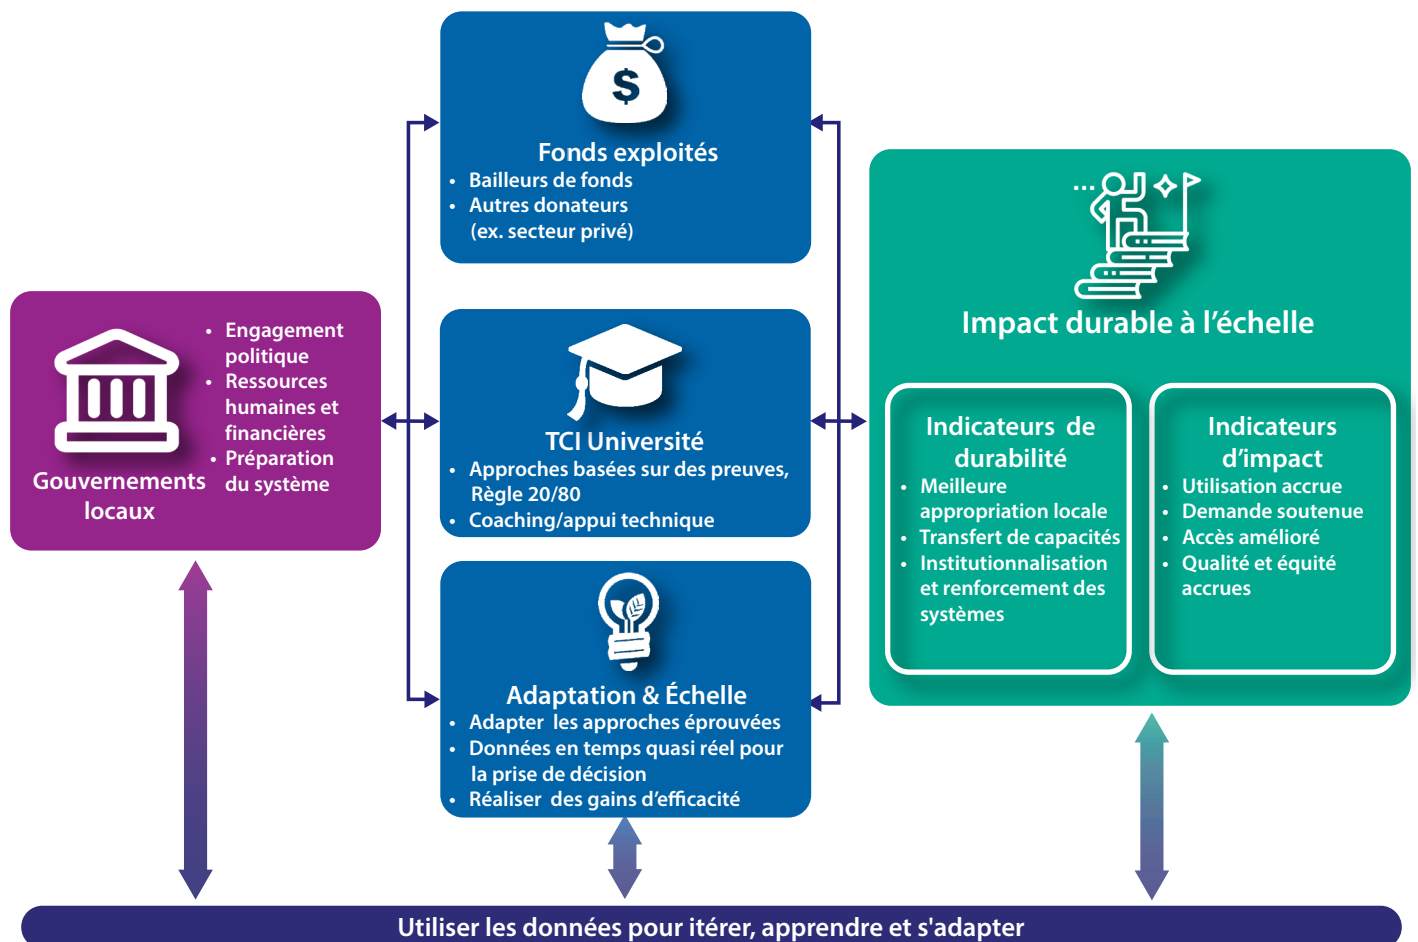 $
Fonds exploités
• Bailleurs de fonds
• Autres donateurs
(ex. secteur privé)
Gouvernements
locaux
• Engagement
politique
• Ressources
humaines et
financières
• Préparation
du système
TCI Université
• Approches basées sur des preuves,
Règle 20/80
• Coaching/appui technique
Adaptation & Échelle
• Adapter les approches éprouvées
• Données en temps quasi réel pour
la prise de décision
• Réaliser des gains d’efficacité
Impact durable à l’échelle
Indicateurs de
durabilité
• Meilleure
appropriation locale
• Transfert de capacités
• Institutionnalisation
et renforcement des
systèmes
Indicateurs
d’impact
• Utilisation accrue
• Demande soutenue
• Accès amélioré
• Qualité et équité
accrues
Utiliser les données pour itérer, apprendre et s'adapter